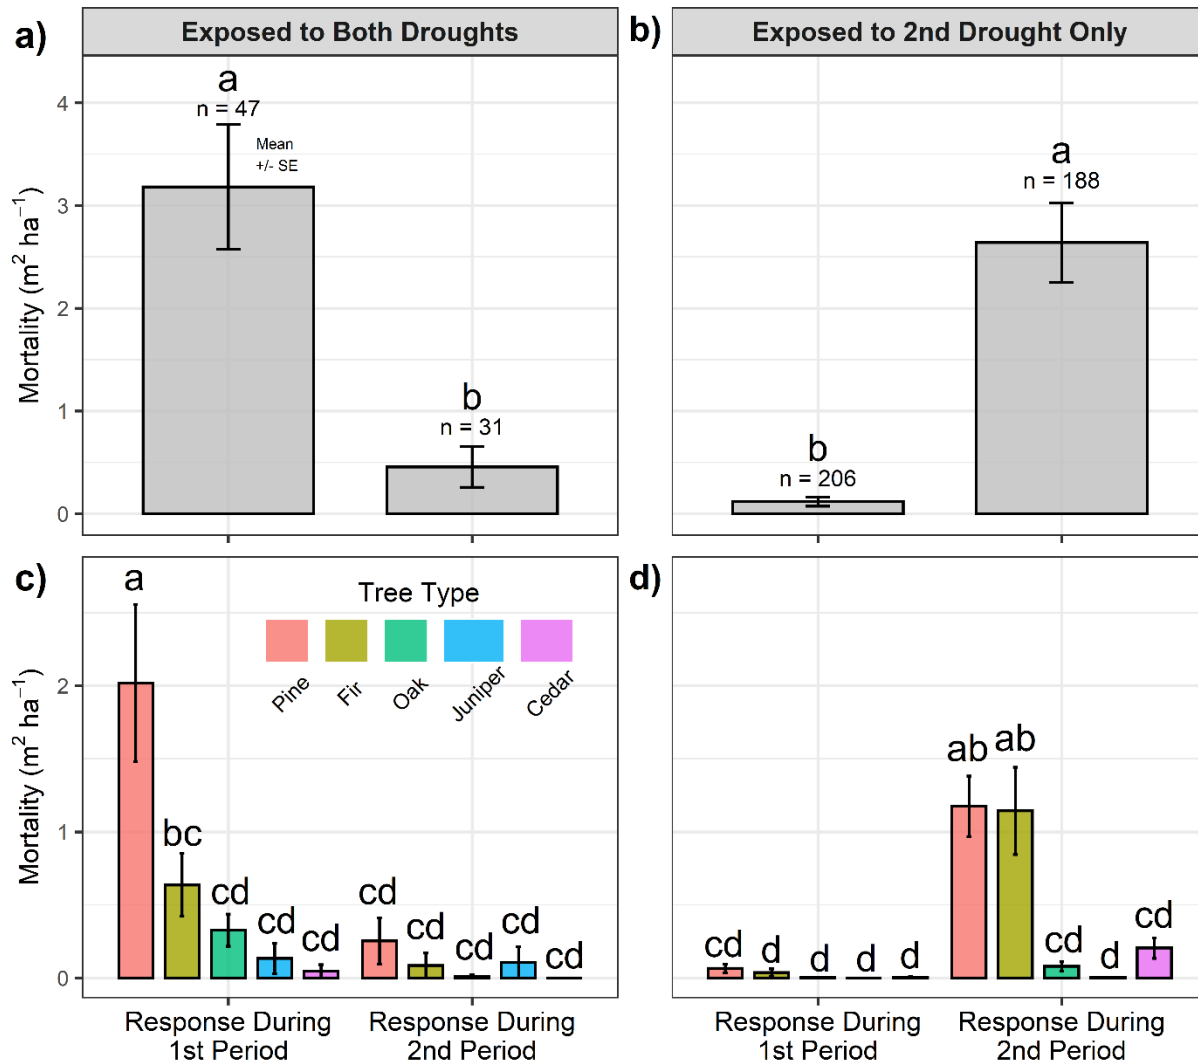 a)
Exposed to Both Droughts
b)
Exposed to 2nd Drought Only
Mortality (m² ha⁻¹)
4
3
2
1
0
a
n = 47
Mean
+/- SE
b
n = 31
b
n = 206
a
n = 188
c)
d)
Mortality (m² ha⁻¹)
2
1
0
Tree Type
Pine
Fir
Oak
Juniper
Cedar
a
bc
cd
cd
cd
cd
cd
cd
cd
cd
cd
d
d
d
d
ab
ab
cd
d
cd
Response During
1st Period
Response During
2nd Period
Response During
1st Period
Response During
2nd Period